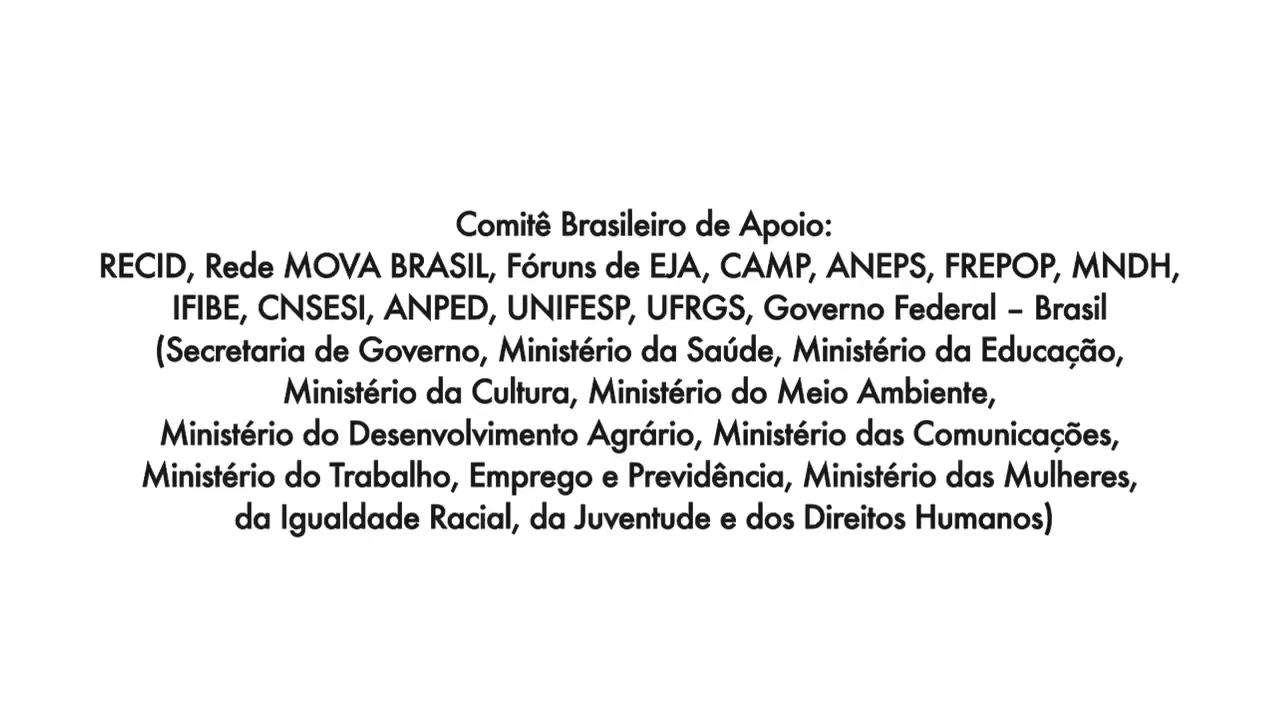 Comitê Brasileiro de Apoio:
RECID, Rede MOVA BRASIL, Fóruns de EJA, CAMP, ANEPS, FREPOP, MNDH,
IFIBE, CNSESI, ANPED, UNIFESP, UFRGS, Governo Federal – Brasil
(Secretaria de Governo, Ministério da Saúde, Ministério da Educação,
Ministério da Cultura, Ministério do Meio Ambiente,
Ministério do Desenvolvimento Agrário, Ministério das Comunicações,
Ministério do Trabalho, Emprego e Previdência, Ministério das Mulheres,
da Igualdade Racial, da Juventude e dos Direitos Humanos)